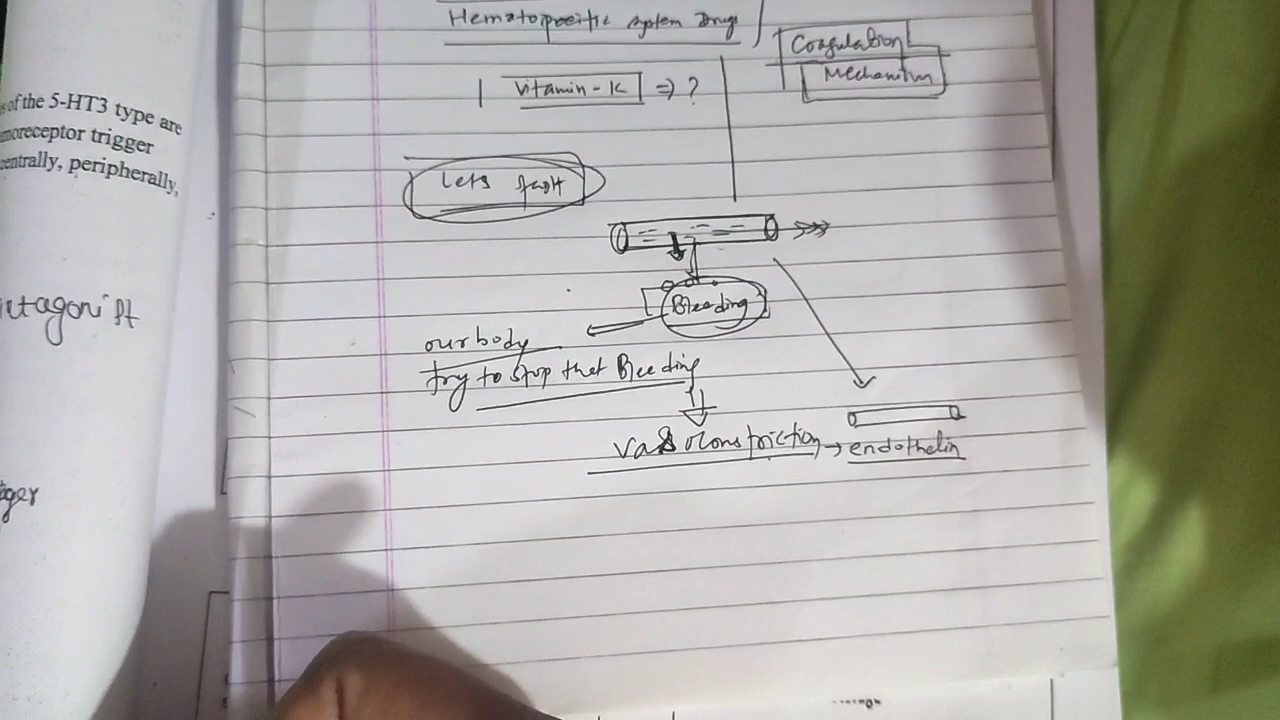 Hematopoeitic system Drugs
Coagulation
Mechanism
Vitamin-K => ?
s of the 5-HT3 type are
moreceptor trigger
centrally, peripherally,
Lets start
Bleeding
our body
try to stop that Bleeding
vasoconstriction → endothelin